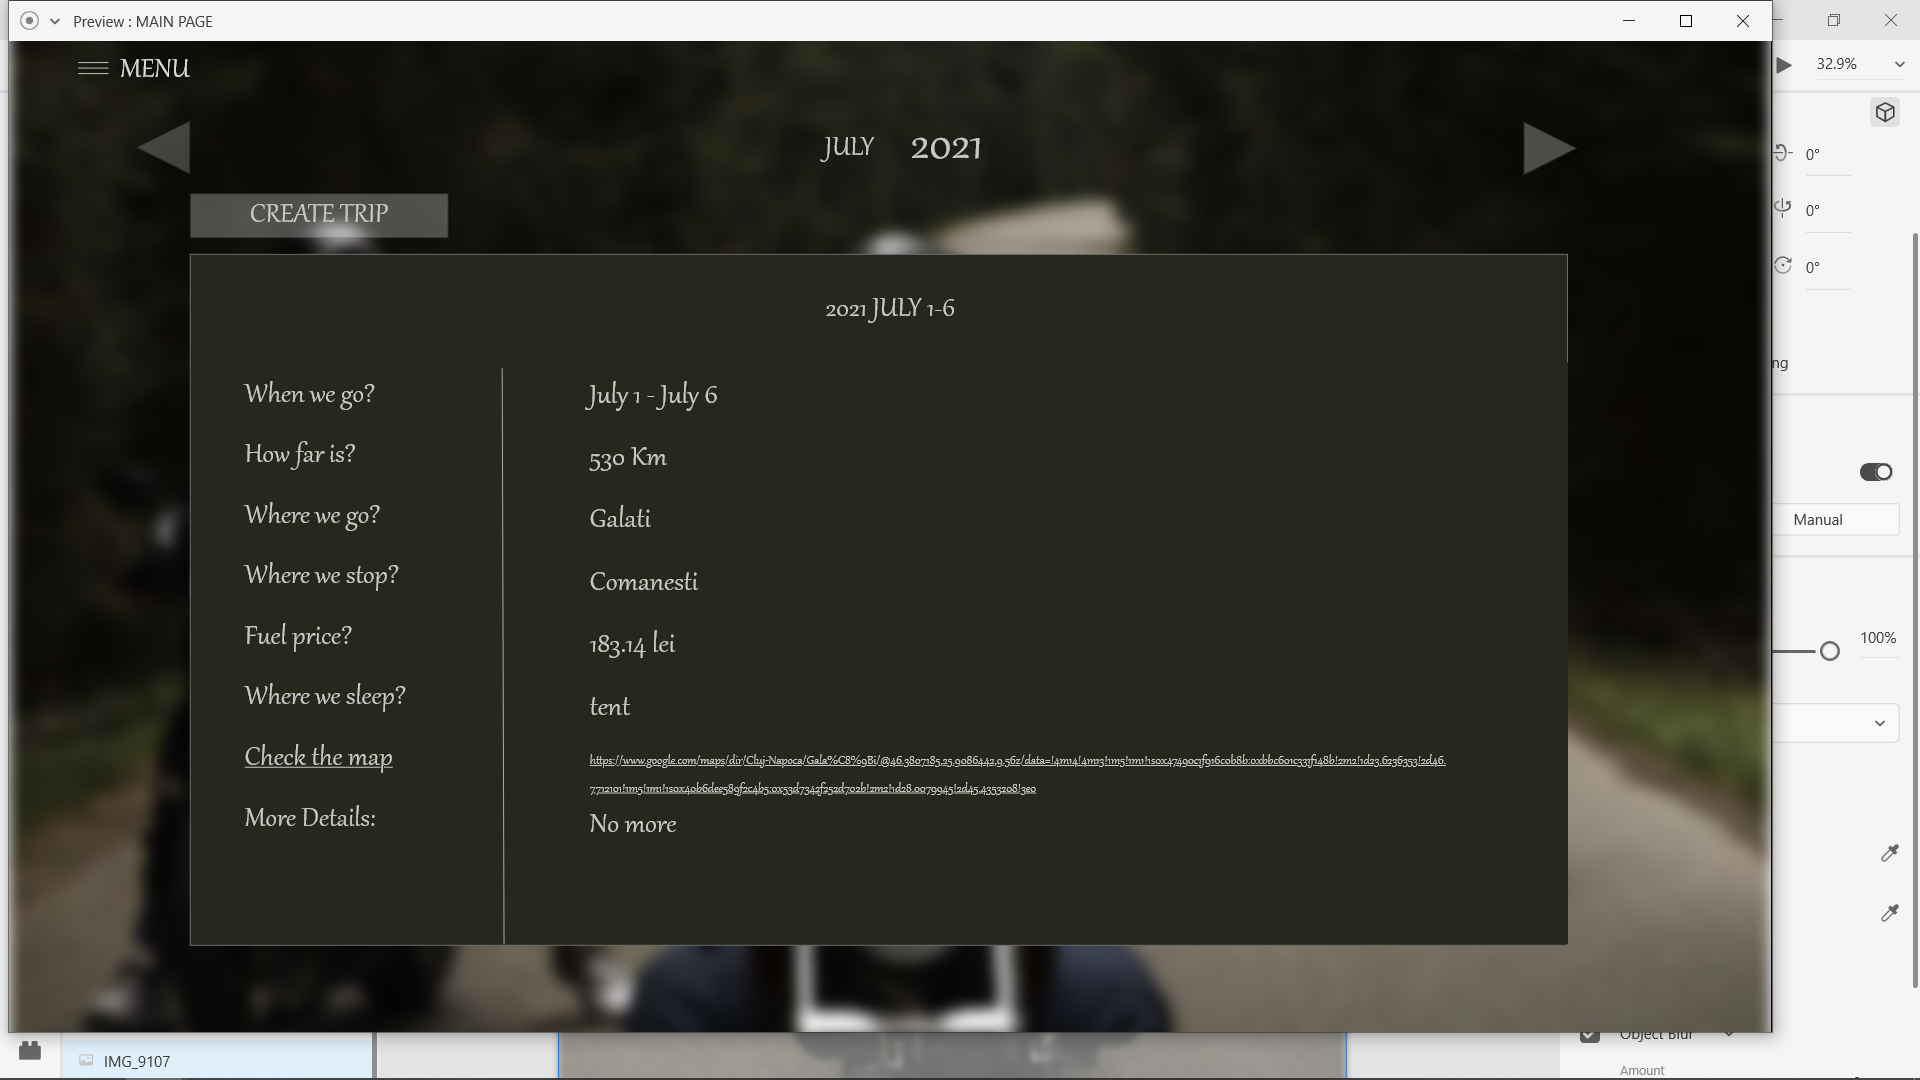 Preview : MAIN PAGE
MENU
32.9%
JULY 2021
0°
CREATE TRIP
0°
0°
2021 JULY 1-6
ng
When we go? July 1 - July 6
How far is? 530 Km
Where we go? Galati
Manual
Where we stop? Comanesti
Fuel price? 183.14 lei
100%
Where we sleep? tent
Check the map https://www.google.com/maps/dir/Cluj-Napoca/Gala%C8%9Bi/@46.3807185,25.9086442,9.56z/data=!4m14!4m13!1m5!1m1!1s0x47490c1f916c0b8b:0xbbc601c331f148b!2m2!1d23.6236353!2d46.
7712101!1m5!1m1!1s0x40b6dee589f2c4b5:0x53d7342f252d702b!2m2!1d28.0079945!2d45.4353208!3e0
More Details: No more
Object Blur
IMG_9107
Amount